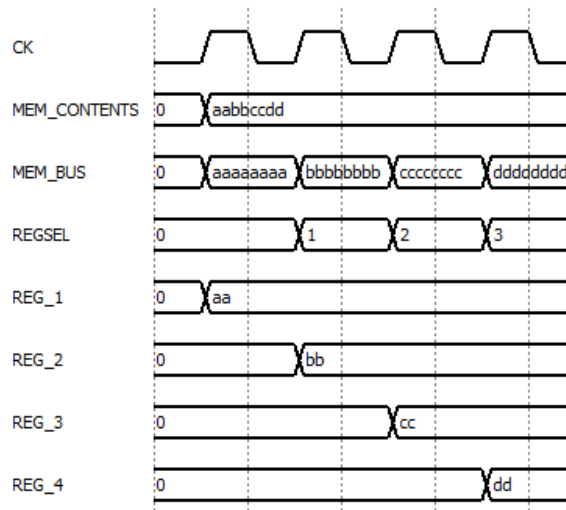 CK
MEM_CONTENTS 0 aabbccdd
MEM_BUS 0 aaaaaaaa bbbbbbbb cccccccc dddddddd
REGSEL 0 1 2 3
REG_1 0 aa
REG_2 0 bb
REG_3 0 cc
REG_4 0 dd